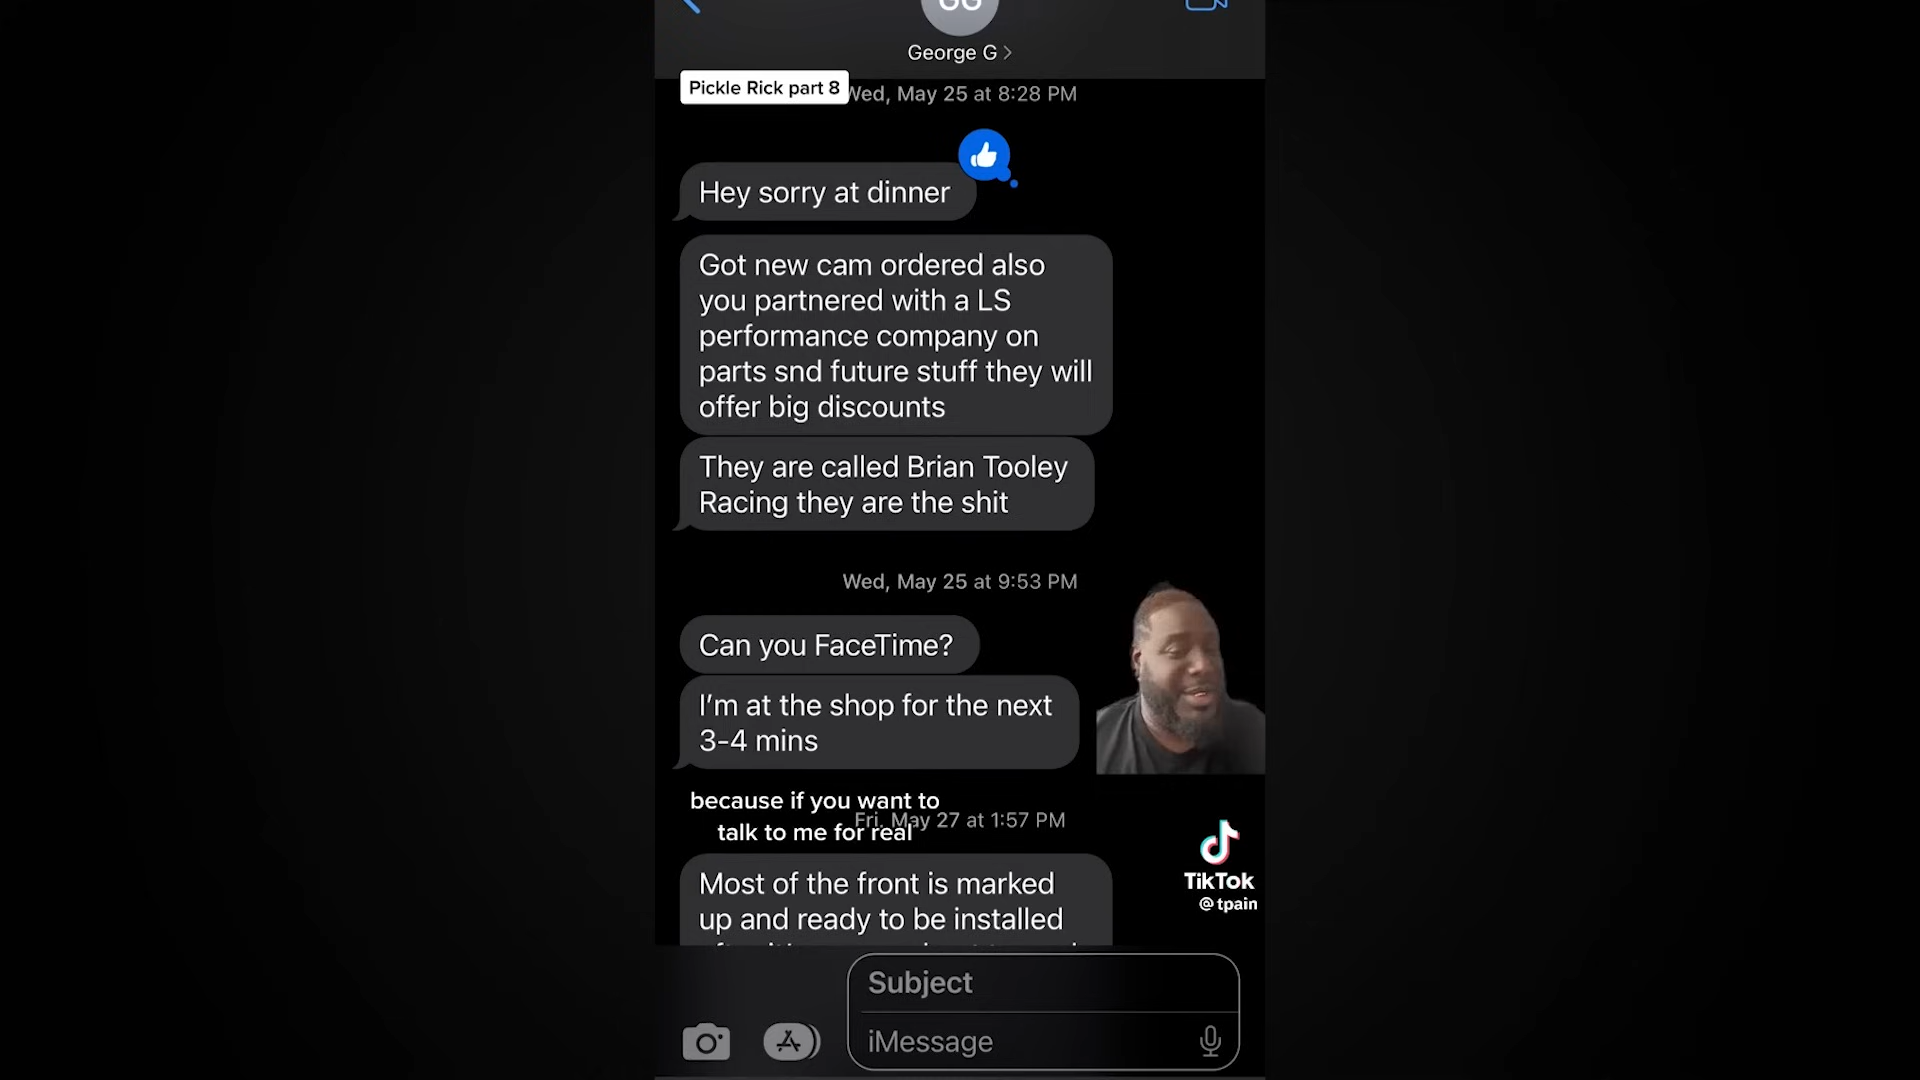 GG
George G
Pickle Rick part 8
Wed, May 25 at 8:28 PM
Hey sorry at dinner
Got new cam ordered also
you partnered with a LS
performance company on
parts snd future stuff they will
offer big discounts
They are called Brian Tooley
Racing they are the shit
Wed, May 25 at 9:53 PM
Can you FaceTime?
I'm at the shop for the next
3-4 mins
because if you want to
talk to me for real
Fri, May 27 at 1:57 PM
Most of the front is marked
up and ready to be installed
TikTok
@tpain
Subject
iMessage